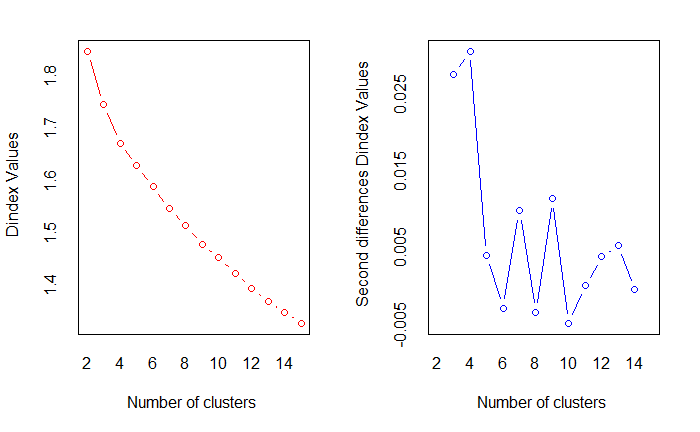 Dindex Values
1.8
1.7
1.6
1.5
1.4
2 4 6 8 10 12 14
Number of clusters
Second differences Dindex Values
0.025
0.015
0.005
-0.005
2 4 6 8 10 12 14
Number of clusters